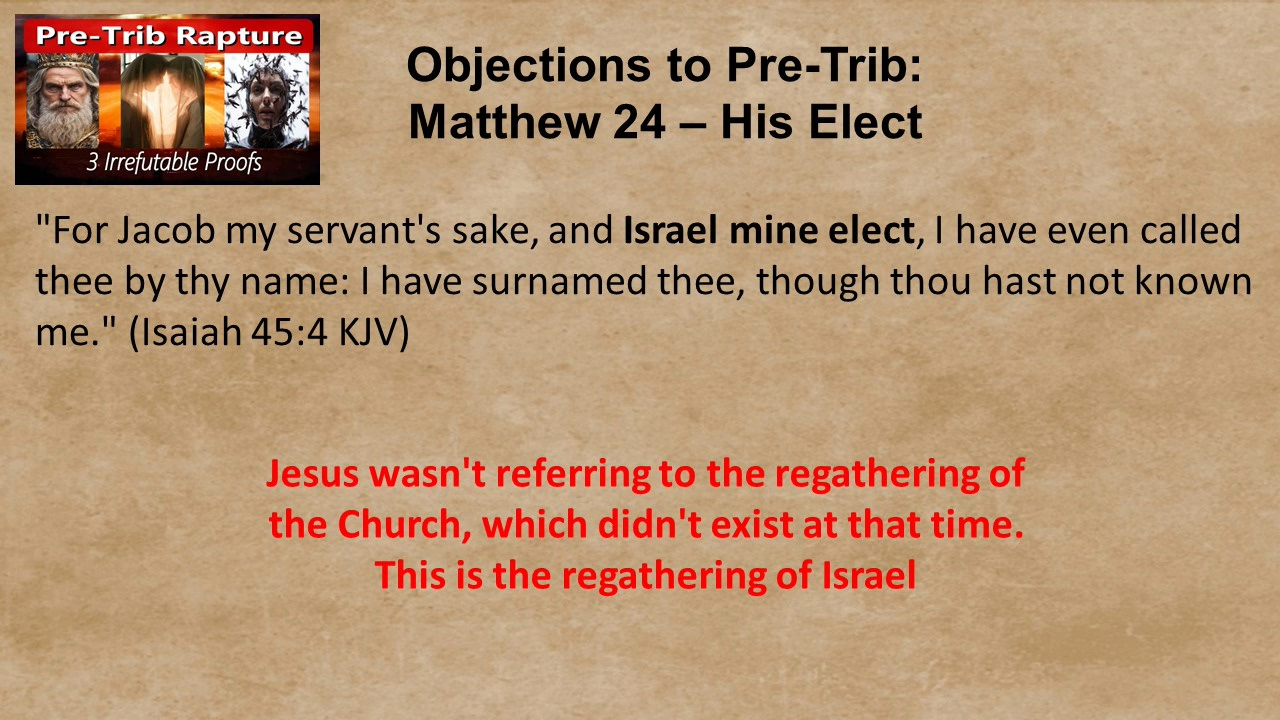 Pre-Trib Rapture
3 Irrefutable Proofs
Objections to Pre-Trib:
Matthew 24 – His Elect
"For Jacob my servant's sake, and Israel mine elect, I have even called
thee by thy name: I have surnamed thee, though thou hast not known
me." (Isaiah 45:4 KJV)
Jesus wasn't referring to the regathering of
the Church, which didn't exist at that time.
This is the regathering of Israel